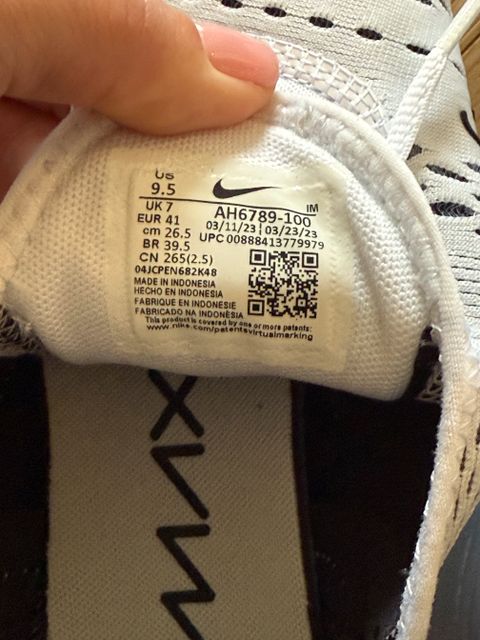 US
9.5
UK 7
EUR 41
cm 26.5
BR 39.5
CN 265(2.5)
IM
AH6789-100
03/11/23 | 03/23/23
UPC 00888413779979
04JCPEN682K48
MADE IN INDONESIA
HECHO EN INDONESIA
FABRIQUE EN INDONESIE
FABRICADO NA INDONÉSIA
This product is covered by one or more patents:
www.nike.com/patentsvirtualmarking